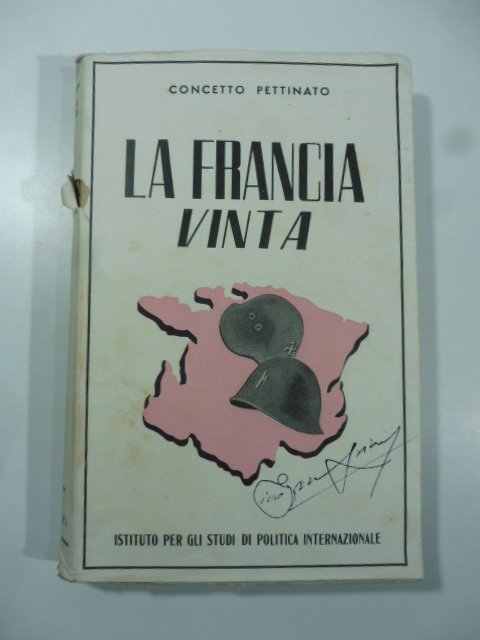 CONCETTO PETTINATO
LA FRANCIA
VINTA
ISTITUTO PER GLI STUDI DI POLITICA INTERNAZIONALE